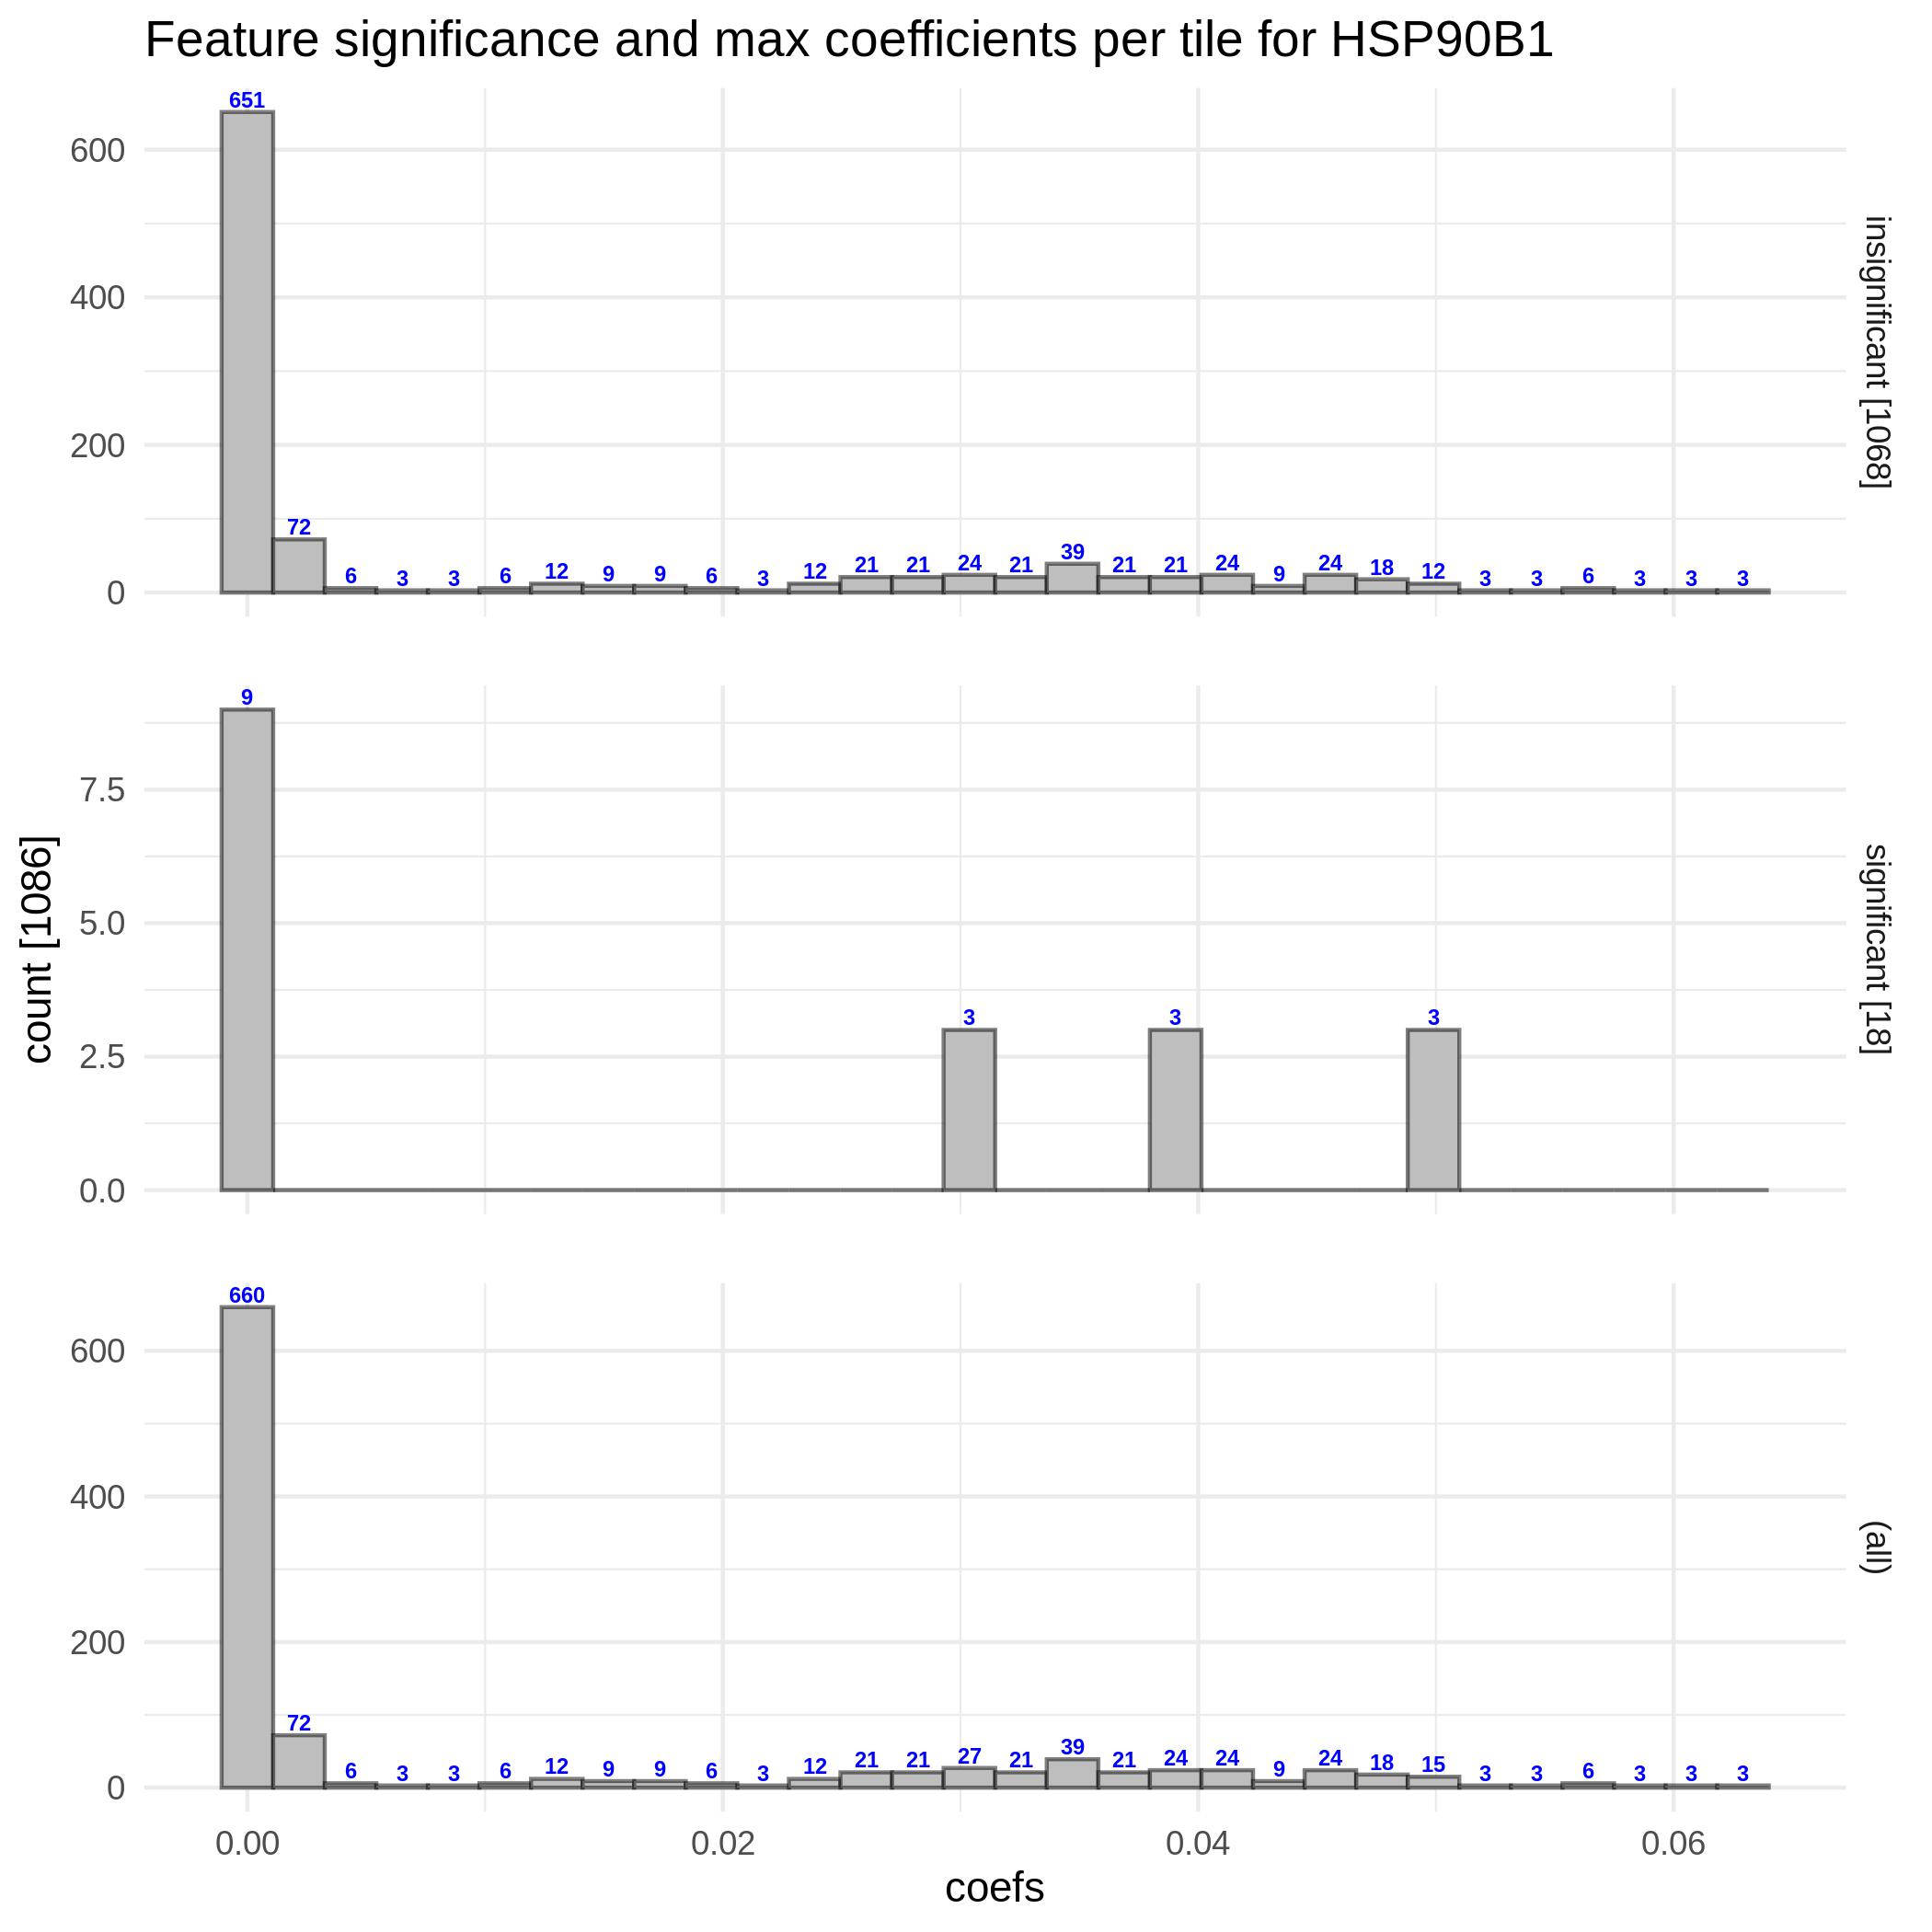 Feature significance and max coefficients per tile for HSP90B1
count [1086]
651
600
400
200
0
72 6 3 3 6 12 9 9 6 3 12 21 21 24 21 39 21 21 24 9 24 18 12 3 3 6 3 3 3
insignificant [1068]
9
7.5
5.0
2.5
0.0
3 3 3
significant [18]
660
600
400
200
0
72 6 3 3 6 12 9 9 6 3 12 21 21 27 21 39 21 24 24 9 24 18 15 3 3 6 3 3 3
(all)
0.00 0.02 0.04 0.06
coefs